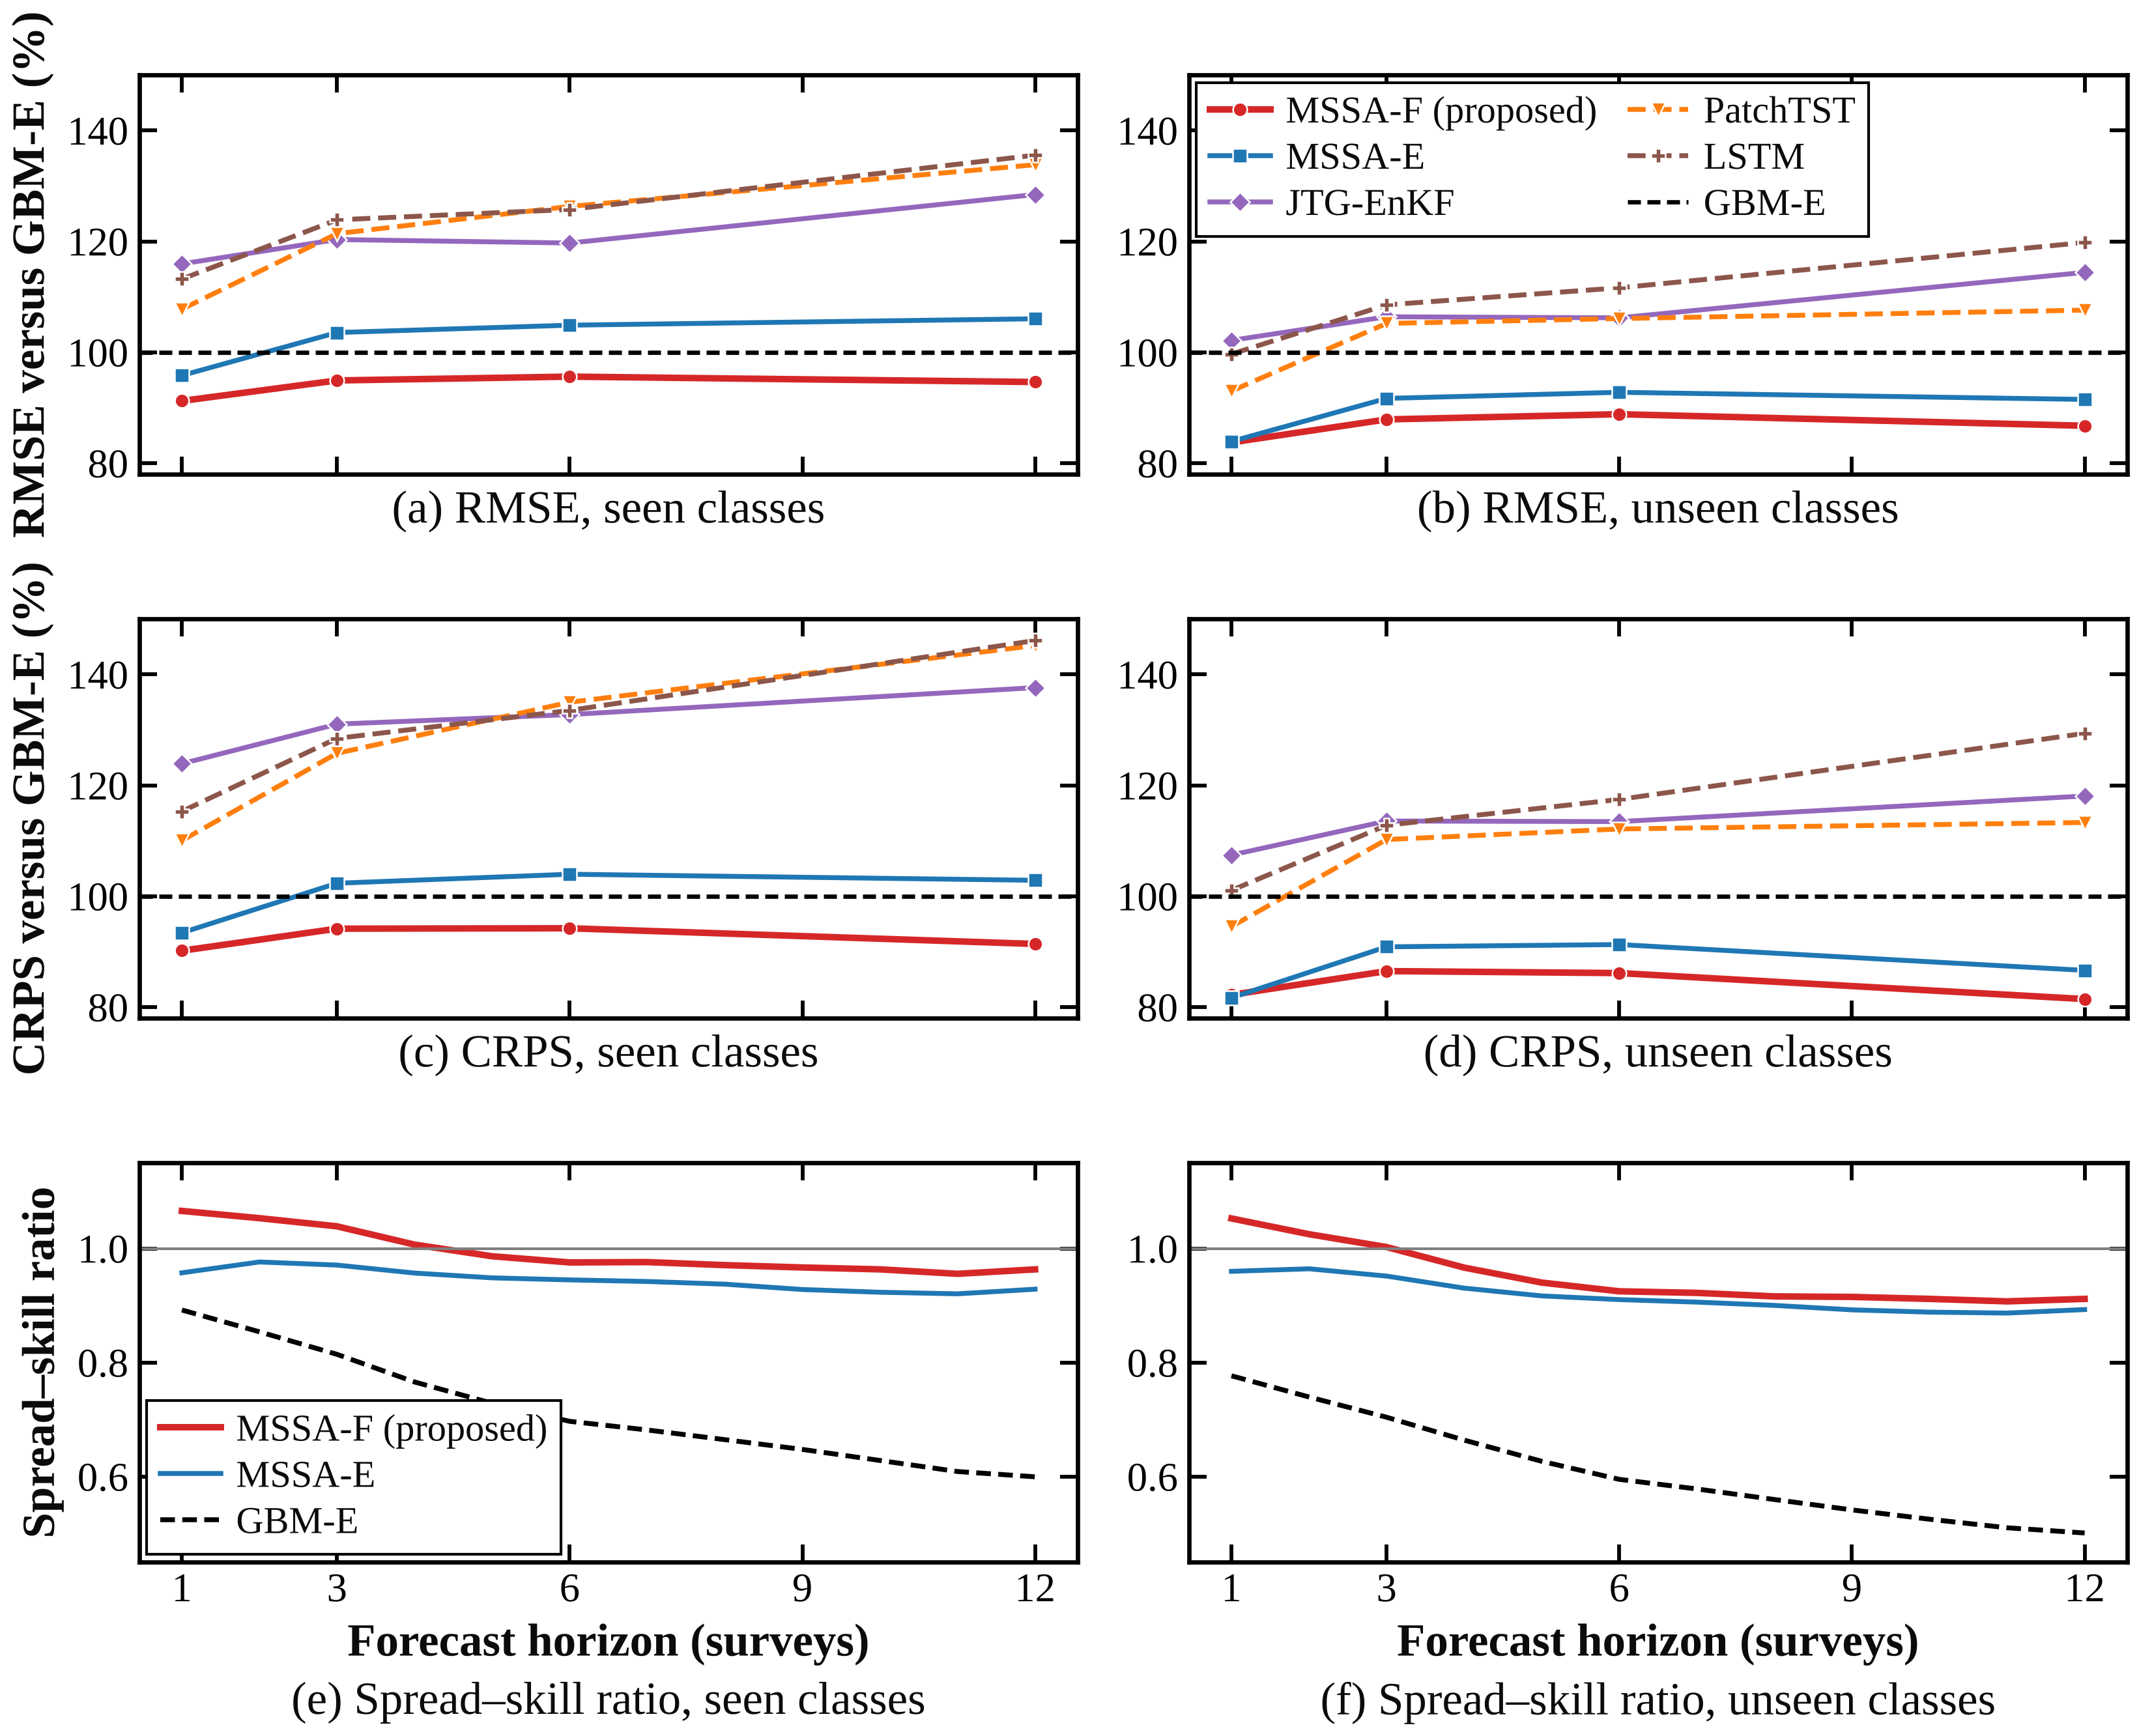 RMSE versus GBM-E (%)
140
120
100
80
(a) RMSE, seen classes
140
120
100
80
MSSA-F (proposed)
MSSA-E
JTG-EnKF
PatchTST
LSTM
GBM-E
(b) RMSE, unseen classes
CRPS versus GBM-E (%)
140
120
100
80
(c) CRPS, seen classes
140
120
100
80
(d) CRPS, unseen classes
Spread–skill ratio
1.0
0.8
0.6
MSSA-F (proposed)
MSSA-E
GBM-E
1 3 6 9 12
Forecast horizon (surveys)
(e) Spread–skill ratio, seen classes
1.0
0.8
0.6
1 3 6 9 12
Forecast horizon (surveys)
(f) Spread–skill ratio, unseen classes